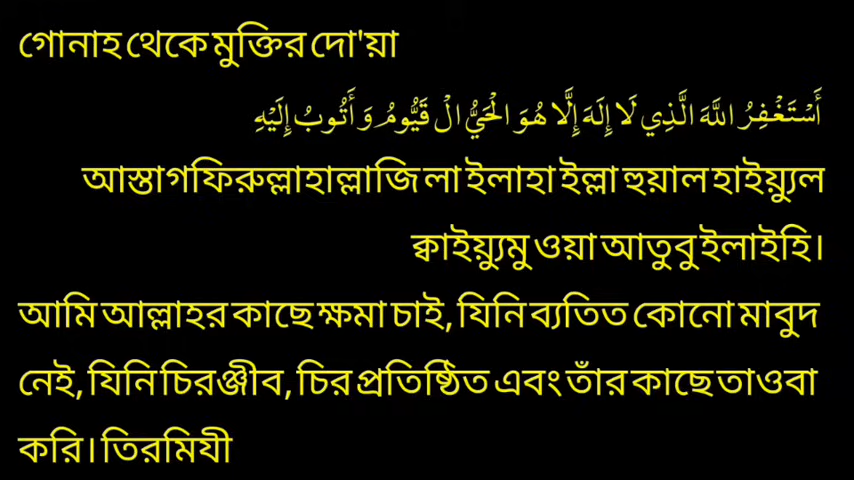 গোনাহ থেকে মুক্তির দো'য়া
أَسْتَغْفِرُ اللَّهَ الَّذِي لَا إِلَهَ إِلَّا هُوَ الْحَيُّ الْ قَيُّومُ وَ أَتُوبُ إِلَيْهِ
আস্তাগফিরুল্লাহাল্লাজি লা ইলাহা ইল্লা হুয়াল হাইয়্যুল
ক্বাইয়্যুমু ওয়া আতুবু ইলাইহি।
আমি আল্লাহর কাছে ক্ষমা চাই, যিনি ব্যতিত কোনো মাবুদ
নেই, যিনি চিরঞ্জীব, চির প্রতিষ্ঠিত এবং তাঁর কাছে তাওবা
করি। তিরমিযী